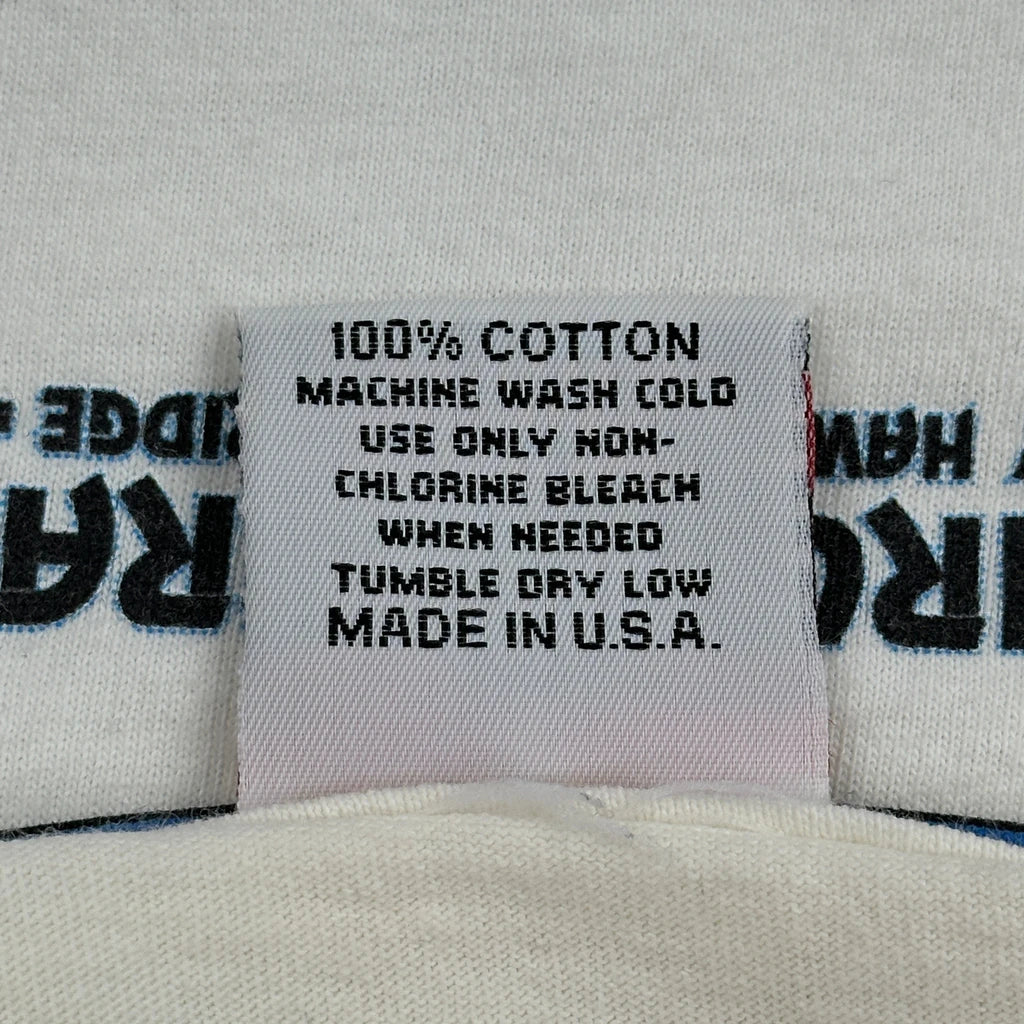 100% COTTON
MACHINE WASH COLD
USE ONLY NON-
CHLORINE BLEACH
WHEN NEEDED
TUMBLE DRY LOW
MADE IN U.S.A.